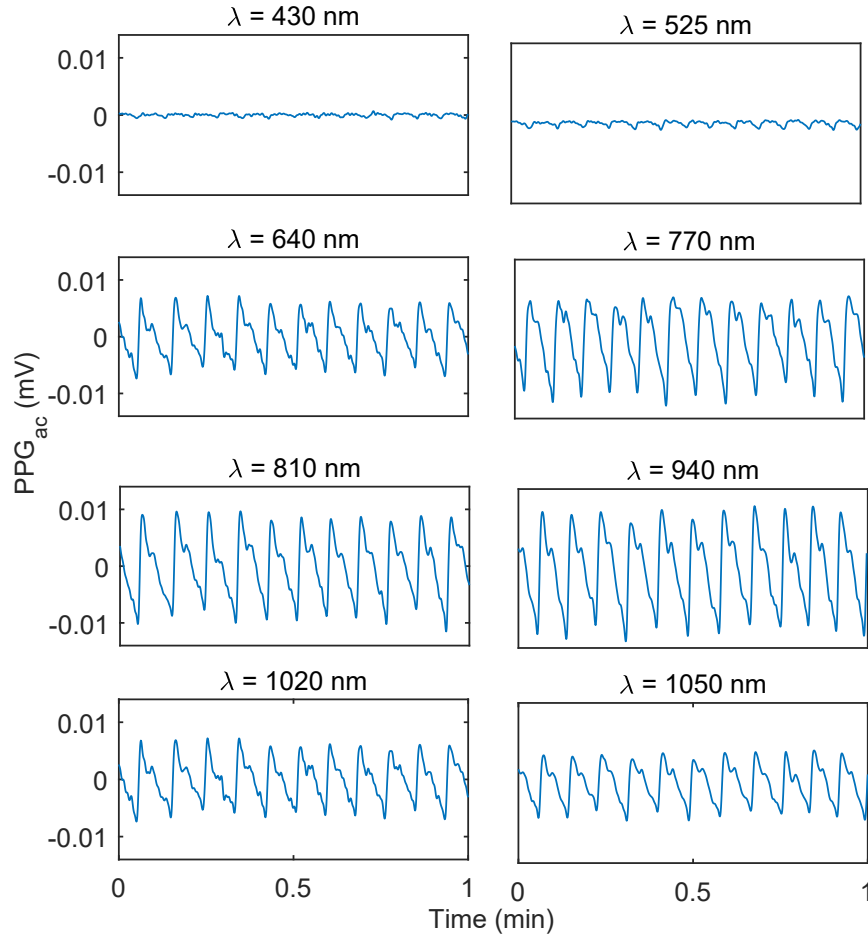 λ = 430 nm
λ = 525 nm
0.01
0
-0.01
λ = 640 nm
λ = 770 nm
0.01
0
-0.01
λ = 810 nm
λ = 940 nm
0.01
0
-0.01
λ = 1020 nm
λ = 1050 nm
0.01
0
-0.01
0
0.5
1
0
0.5
1
PPG_ac (mV)
Time (min)